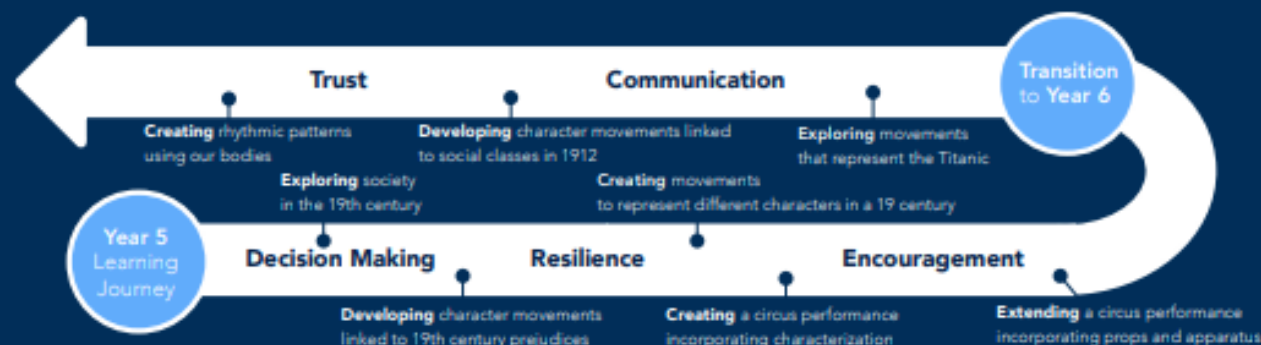 Trust
Communication
Transition
to Year 6
Creating rhythmic patterns
using our bodies
Developing character movements linked
to social classes in 1912
Exploring movements
that represent the Titanic
Exploring society
in the 19th century
Creating movements
to represent different characters in a 19 century
Year 5
Learning
Journey
Decision Making
Resilience
Encouragement
Developing character movements
linked to 19th century prejudices
Creating a circus performance
incorporating characterization
Extending a circus performance
incorporating props and apparatus